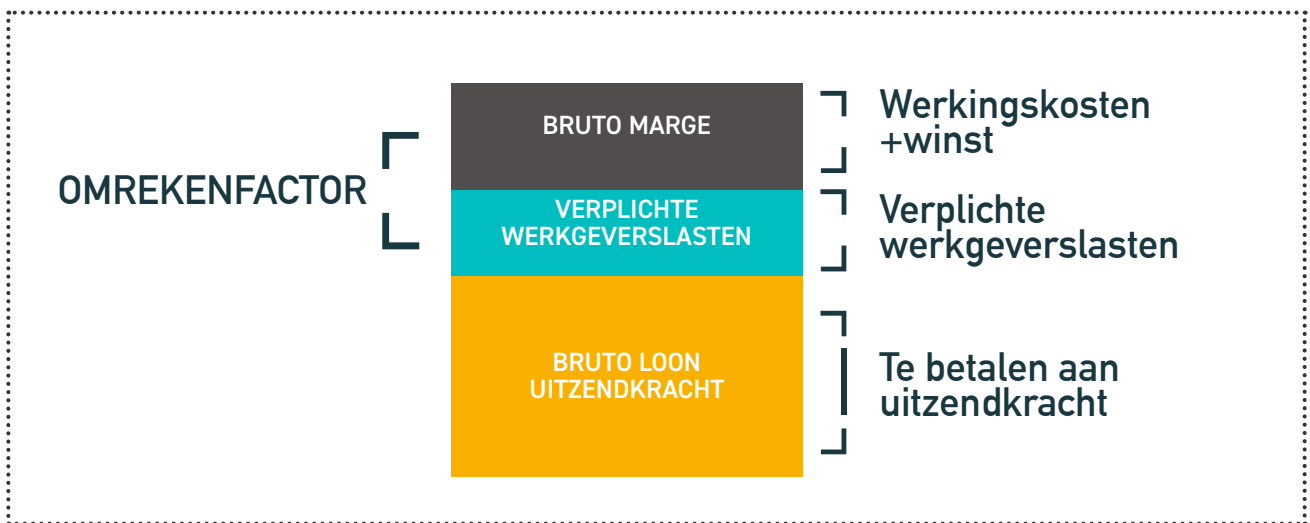 OMREKENFACTOR
BRUTO MARGE
VERPLICHTE
WERKGEVERSLASTEN
BRUTO LOON
UITZENDKRACHT
Werkingskosten
+winst
Verplichte
werkgeverslasten
Te betalen aan
uitzendkracht